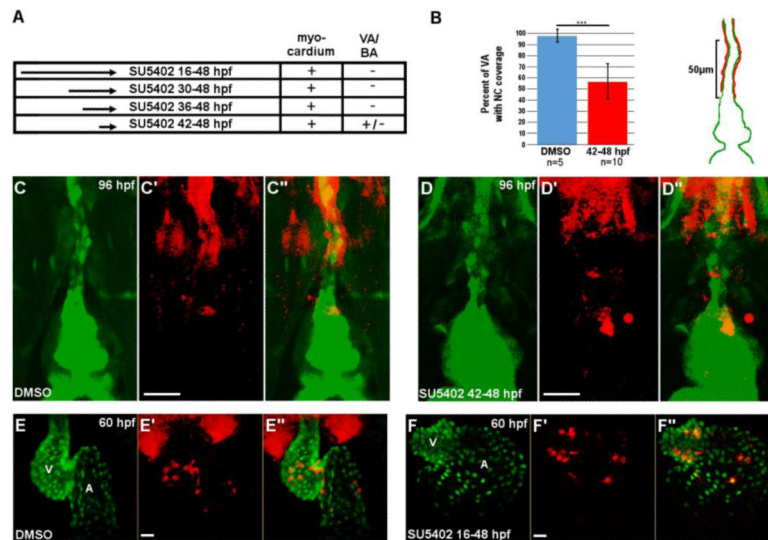 A
myo-
cardium
VA/
BA
SU5402 16-48 hpf + -
SU5402 30-48 hpf + -
SU5402 36-48 hpf + -
SU5402 42-48 hpf + +/-
B
Percent of VA
with NC coverage
100
90
80
70
60
50
40
30
20
10
0
***
DMSO
n=5
42-48 hpf
n=10
50μm
C
96 hpf
DMSO
C'
C"
D
96 hpf
SU5402 42-48 hpf
D'
D"
E
60 hpf
V
A
DMSO
E'
E"
F
60 hpf
V
A
SU5402 16-48 hpf
F'
F"